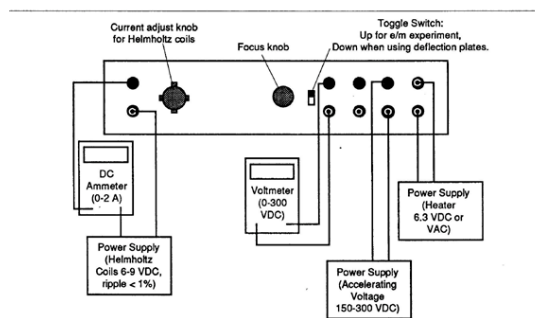 Current adjust knob
for Helmholtz coils
Focus knob
Toggle Switch:
Up for e/m experiment,
Down when using deflection plates.
DC
Ammeter
(0-2 A)
Voltmeter
(0-300
VDC)
Power Supply
(Heater
6.3 VDC or
VAC)
Power Supply
(Helmholtz
Coils 6-9 VDC,
ripple < 1%)
Power Supply
(Accelerating
Voltage
150-300 VDC)